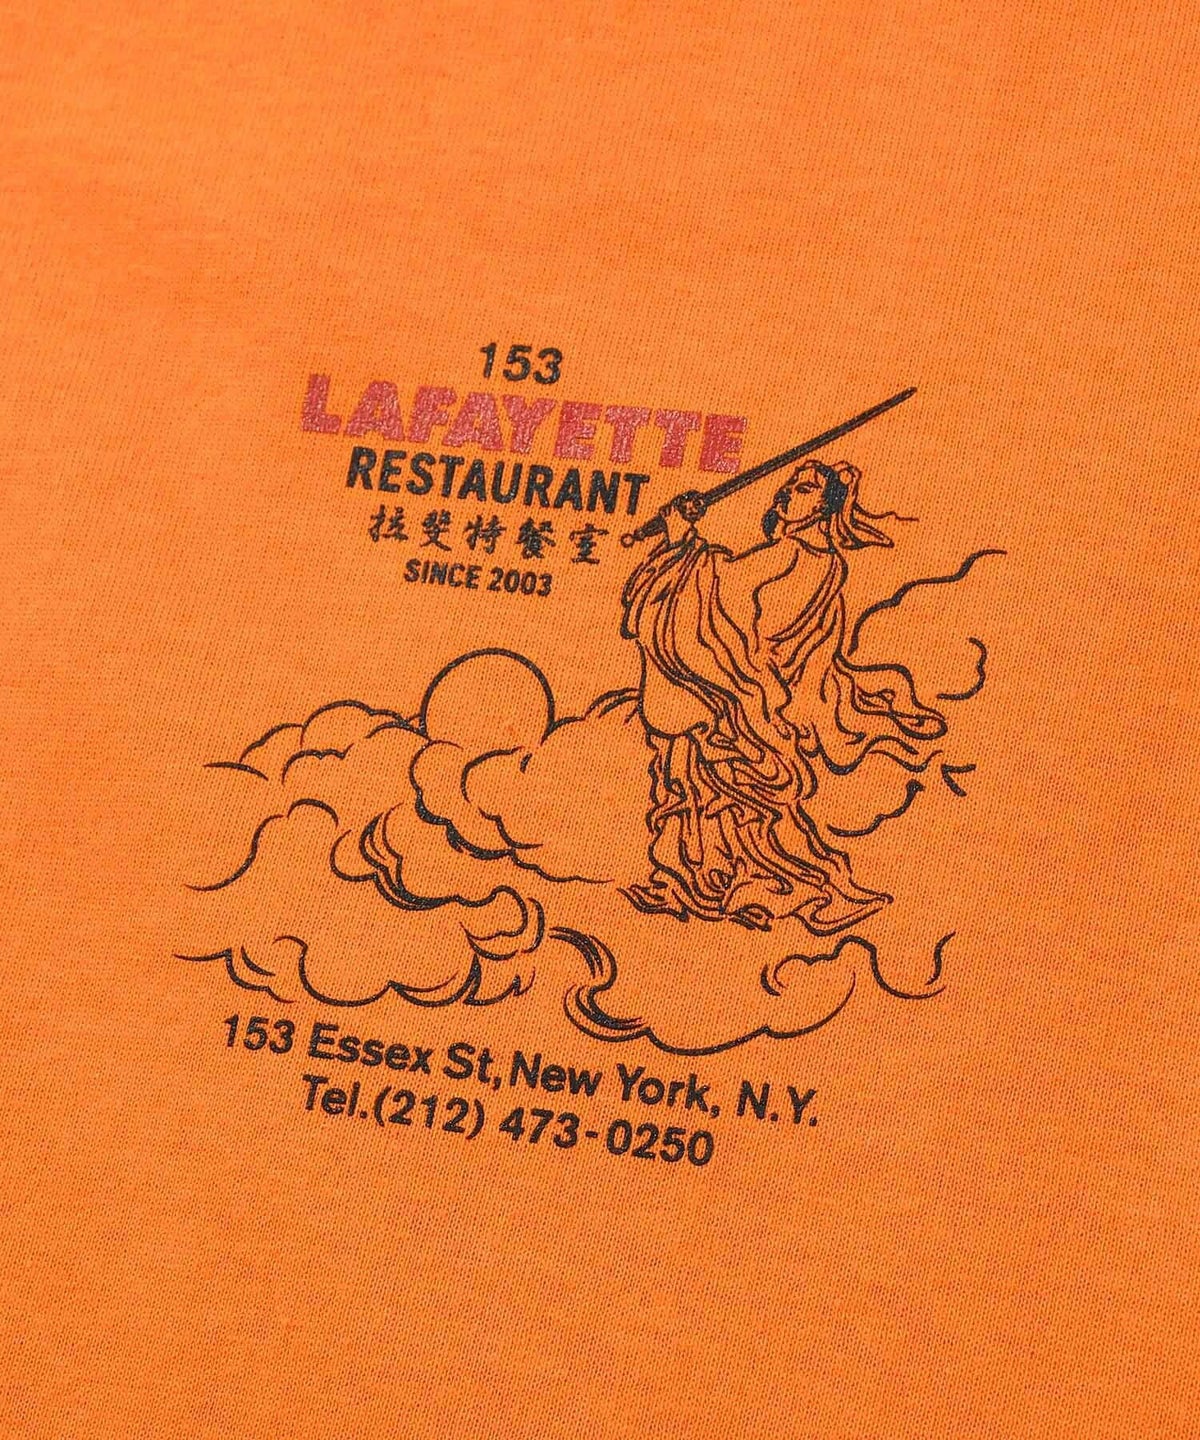 153
LAFAYETTE
RESTAURANT
拉斐特餐室
SINCE 2003
153 Essex St, New York, N.Y.
Tel.(212) 473-0250